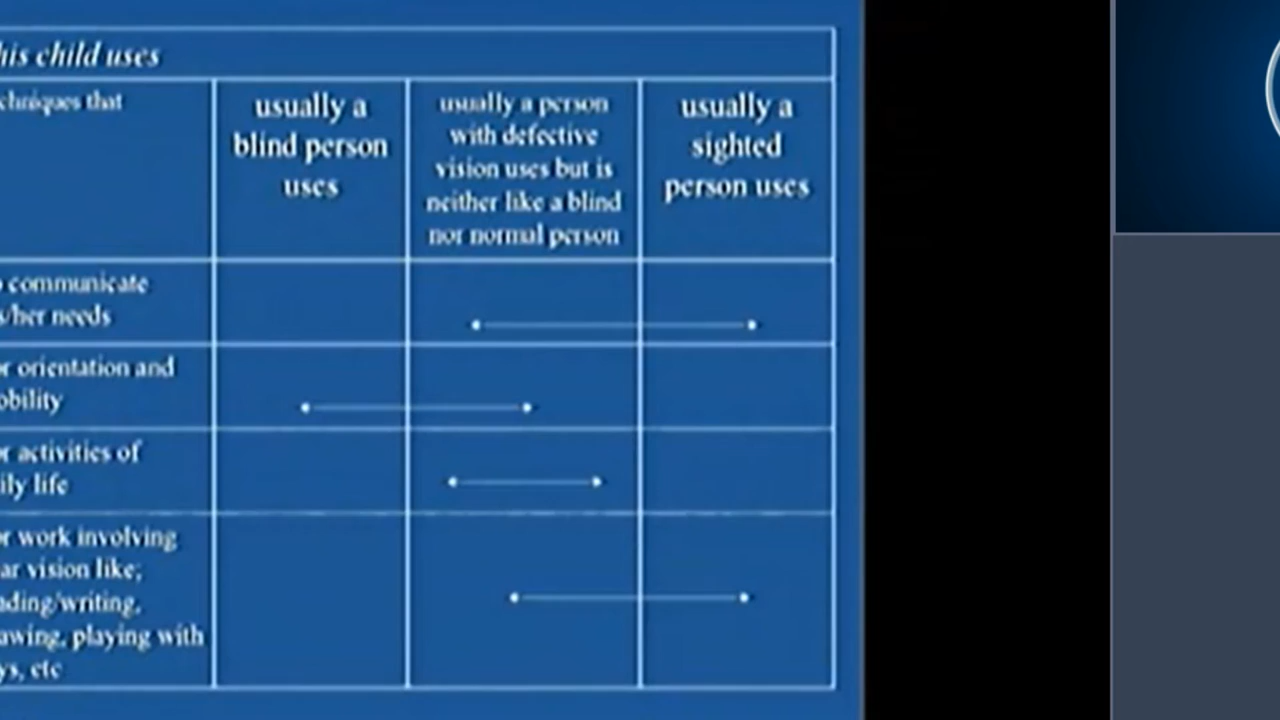 his child uses
chniques that
usually a
blind person
uses
usually a person
with defective
vision uses but is
neither like a blind
nor normal person
usually a
sighted
person uses
communicate
s/her needs
r orientation and
obility
r activities of
ily life
r work involving
ar vision like;
ading/writing,
awing, playing with
ys, etc